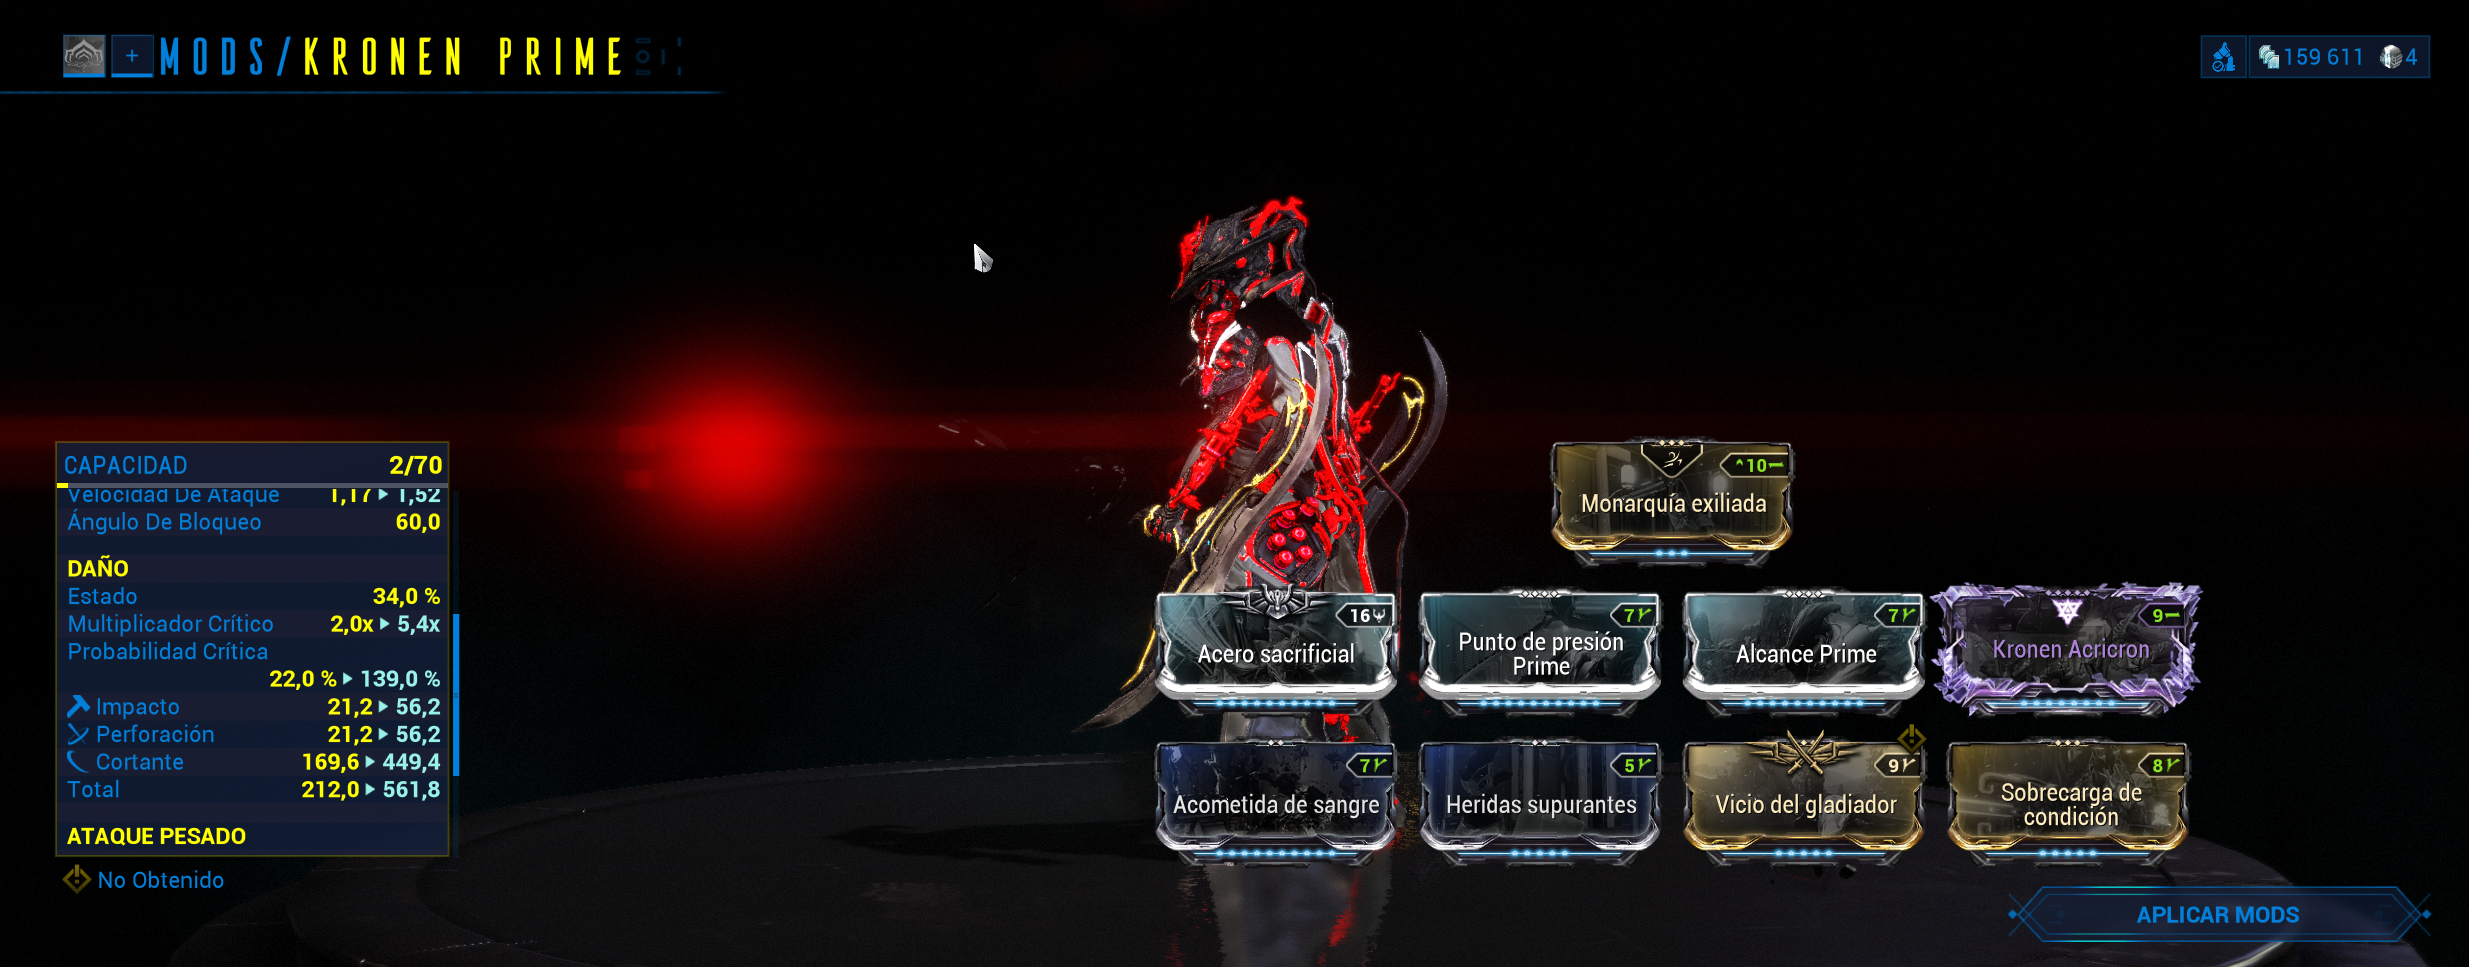 MODS/KRONEN PRIME
159 611 4
CAPACIDAD 2/70
Velocidad De Ataque 1,17 ▸ 1,52
Ángulo De Bloqueo 60,0
DAÑO
Estado 34,0 %
Multiplicador Crítico 2,0x ▸ 5,4x
Probabilidad Crítica
22,0 % ▸ 139,0 %
Impacto 21,2 ▸ 56,2
Perforación 21,2 ▸ 56,2
Cortante 169,6 ▸ 449,4
Total 212,0 ▸ 561,8
ATAQUE PESADO
No Obtenido
10
Monarquía exiliada
16
Acero sacrificial
7
Punto de presión
Prime
7
Alcance Prime
9
Kronen Acricron
7
Acometida de sangre
5
Heridas supurantes
9
Vicio del gladiador
8
Sobrecarga de
condición
APLICAR MODS